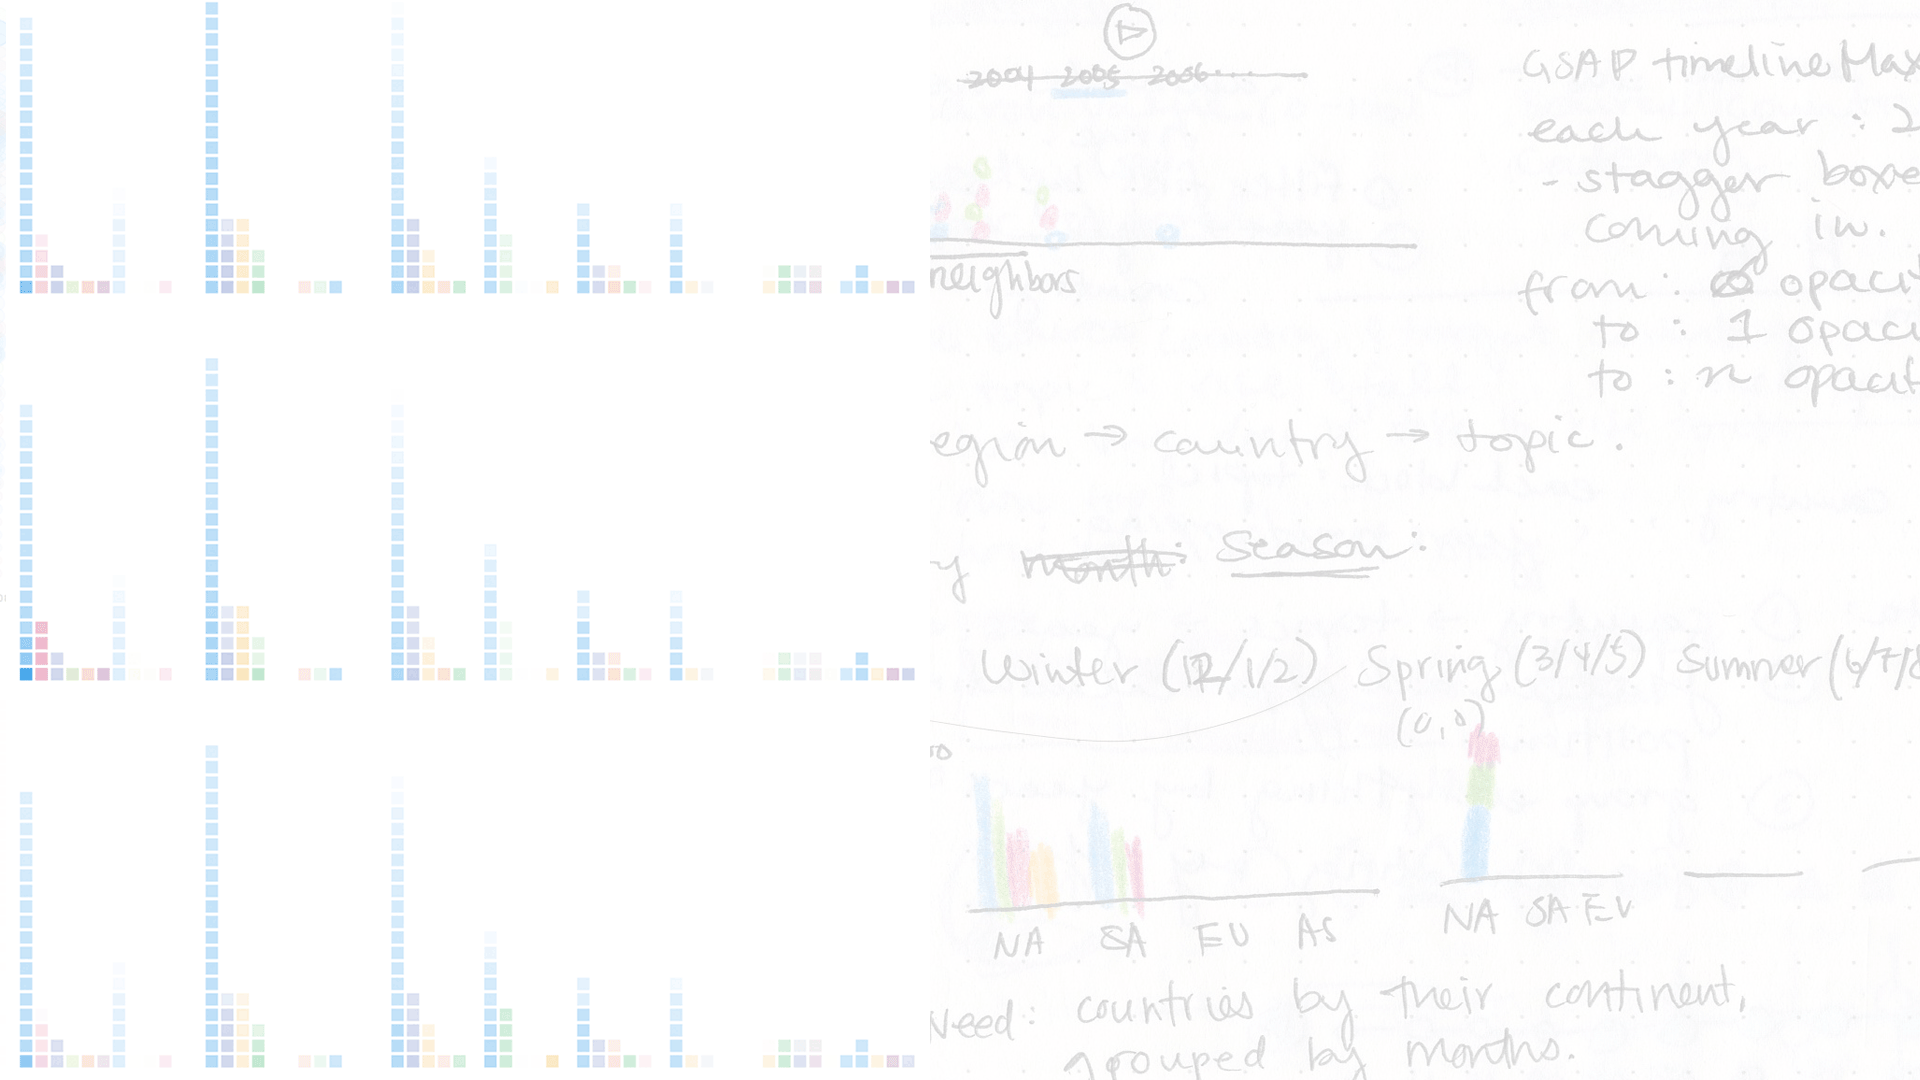 2004 2005 2006...
GSAP timelineMax
each year : 2
- stagger boxe
coming in.
neighbors
from : 0 opaci
to : 1 opaci
to : n opacit
egion → country → topic.
y month: Season:
Winter (12/1/2) Spring (3/4/5) Summer (6/7/8
(0,0)
NA SA EU AS
NA SA EU
Need: countries by their continent,
grouped by months.